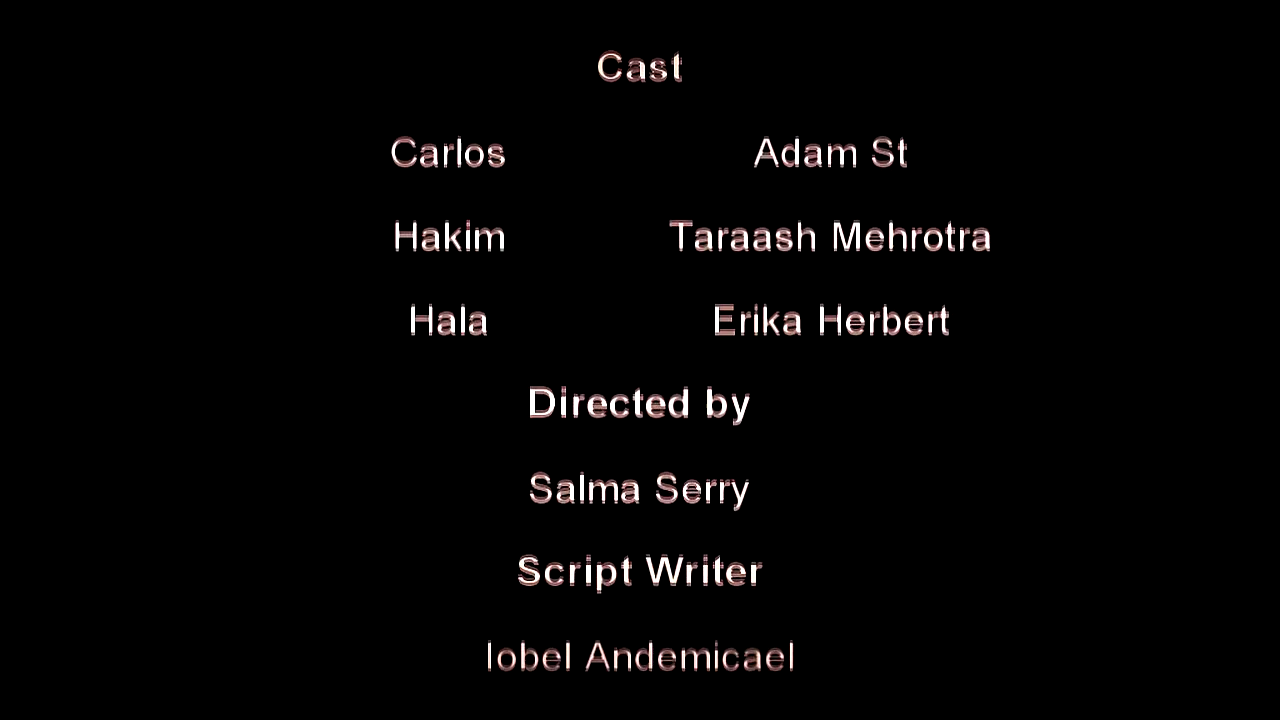 Cast
Carlos Adam St
Hakim Taraash Mehrotra
Hala Erika Herbert
Directed by
Salma Serry
Script Writer
Iobel Andemicael